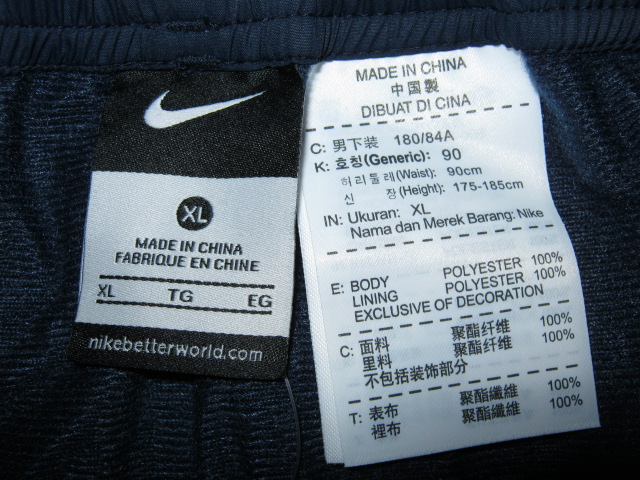 XL
MADE IN CHINA
FABRIQUE EN CHINE
XL TG EG
nikebetterworld.com
MADE IN CHINA
中国製
DIBUAT DI CINA
C: 男下装 180/84A
K: 호칭(Generic): 90
허리둘레(Waist): 90cm
신 장(Height): 175-185cm
IN: Ukuran: XL
Nama dan Merek Barang: Nike
E: BODY POLYESTER 100%
LINING POLYESTER 100%
EXCLUSIVE OF DECORATION
C: 面料 聚酯纤维 100%
里料 聚酯纤维 100%
不包括装饰部分
T: 表布 聚酯纖維 100%
裡布 聚酯纖維 100%